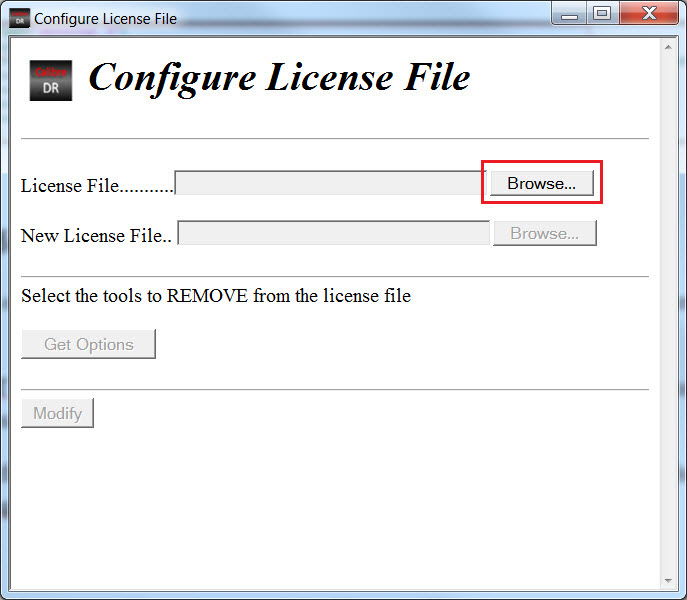 DR Configure License File
Calibre
DR
Configure License File
License File........... Browse...
New License File.. Browse...
Select the tools to REMOVE from the license file
Get Options
Modify